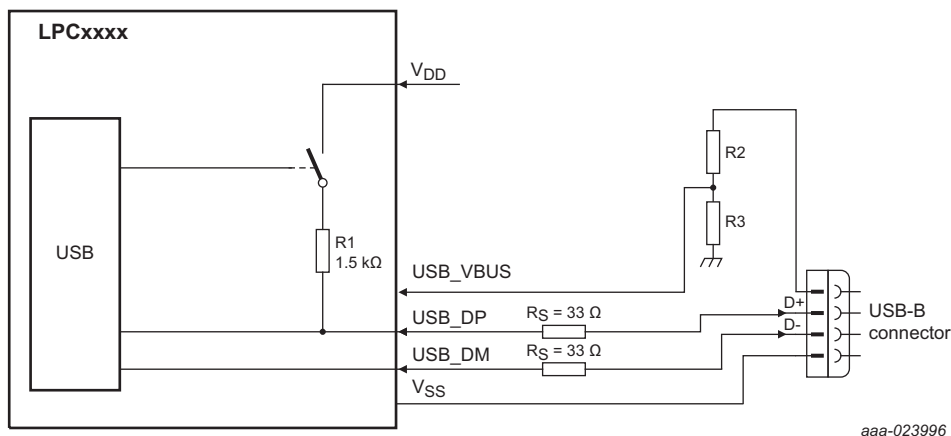 LPCxxxx
VDD
R2
R3
USB
R1
1.5 kΩ
USB_VBUS
USB_DP
RS = 33 Ω
D+
USB-B
connector
USB_DM
RS = 33 Ω
D-
VSS
aaa-023996